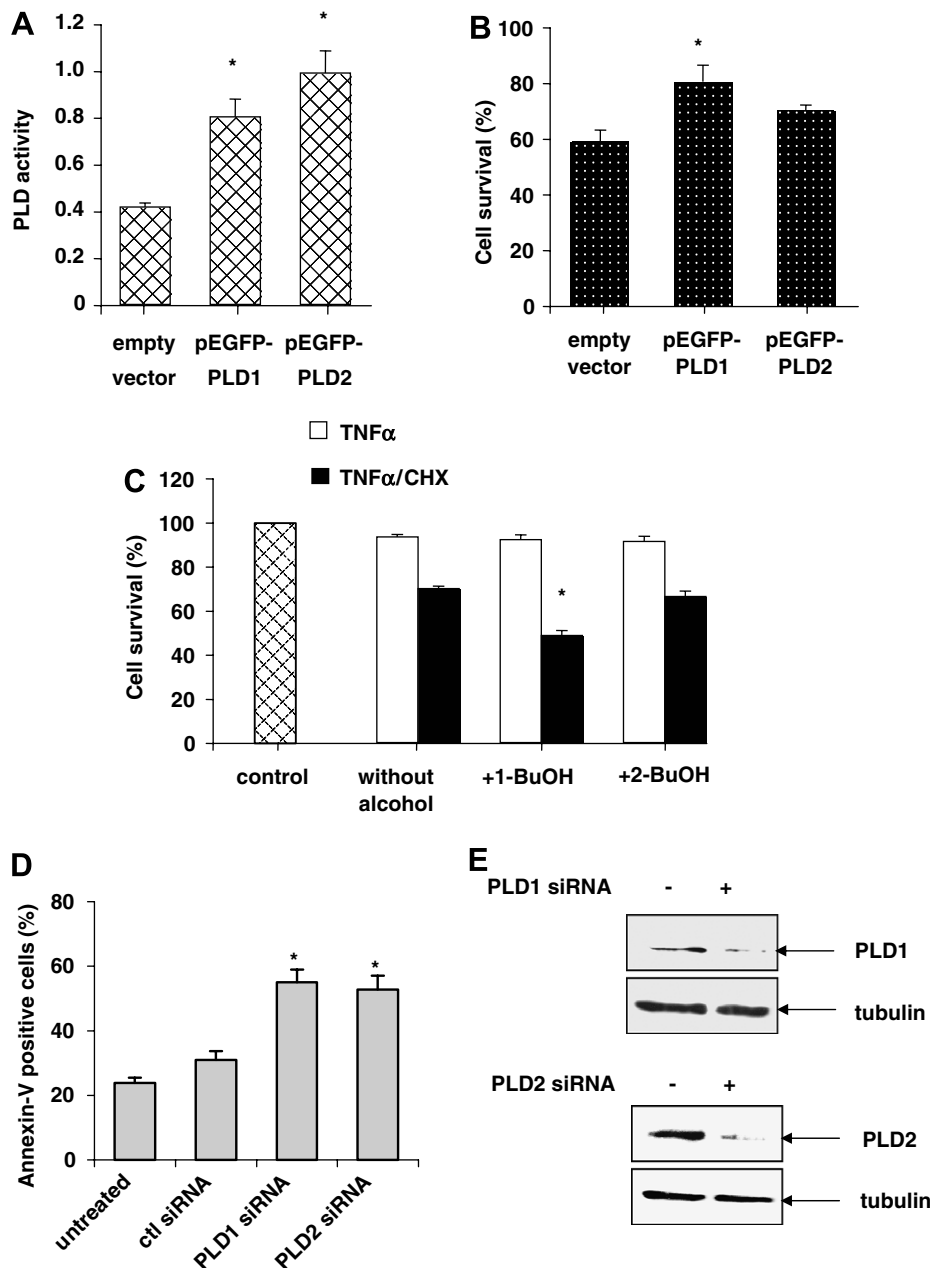 A
1.2
*
1.0
*
0.8
0.6
0.4
0.2
0
PLD activity
empty vector
pEGFP-PLD1
pEGFP-PLD2
B
100
*
80
60
40
20
0
Cell survival (%)
empty vector
pEGFP-PLD1
pEGFP-PLD2
TNFα
TNFα/CHX
C
120
100
80
60
40
20
0
*
Cell survival (%)
control
without alcohol
+1-BuOH
+2-BuOH
D
80
60
40
20
0
*
*
Annexin-V positive cells (%)
untreated
ctl siRNA
PLD1 siRNA
PLD2 siRNA
E
PLD1 siRNA - +
PLD1
tubulin
PLD2 siRNA - +
PLD2
tubulin